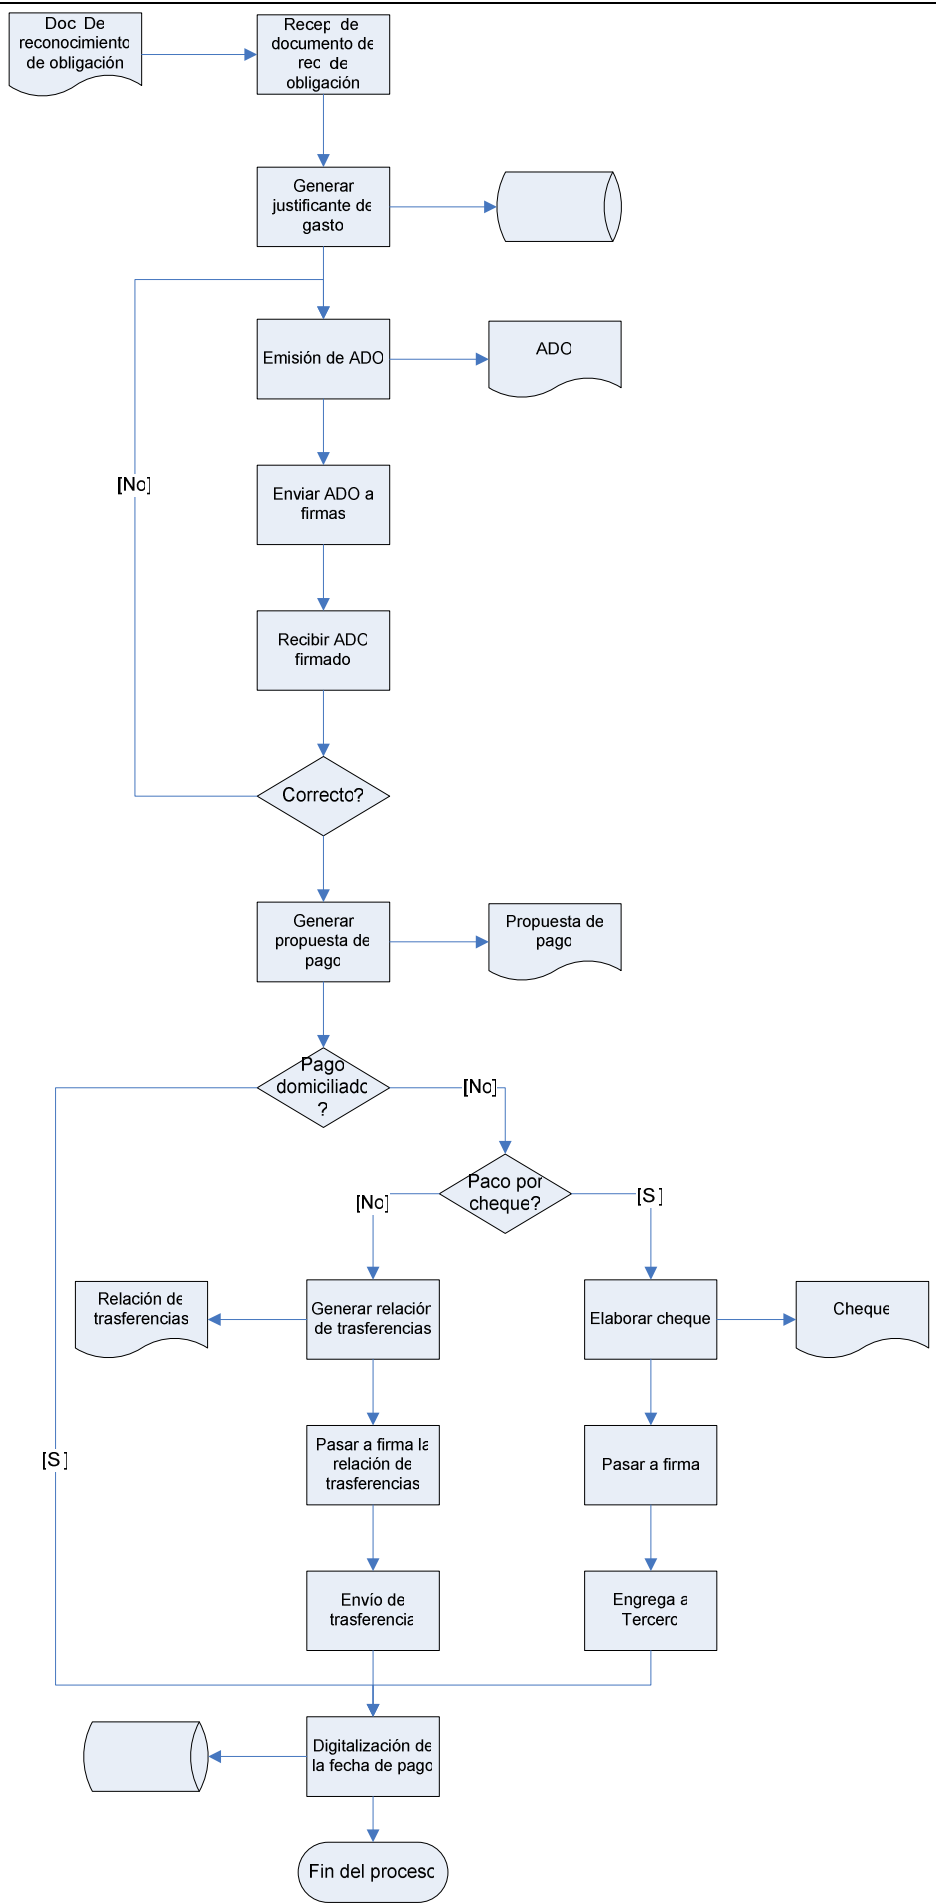 Doc. De
reconocimiento
de obligación
Recep. de
documento de
rec. de
obligación
Generar
justificante de
gasto
Emisión de ADO
ADO
[No]
Enviar ADO a
firmas
Recibir ADO
firmado
Correcto?
Generar
propuesta de
pago
Propuesta de
pago
Pago
domiciliado
?
[No]
Paco por
cheque?
[No]
[S]
Relación de
trasferencias
Generar relación
de trasferencias
Elaborar cheque
Cheque
[S]
Pasar a firma la
relación de
trasferencias
Pasar a firma
Envío de
trasferencia
Engrega a
Tercero
Digitalización de
la fecha de pago
Fin del proceso